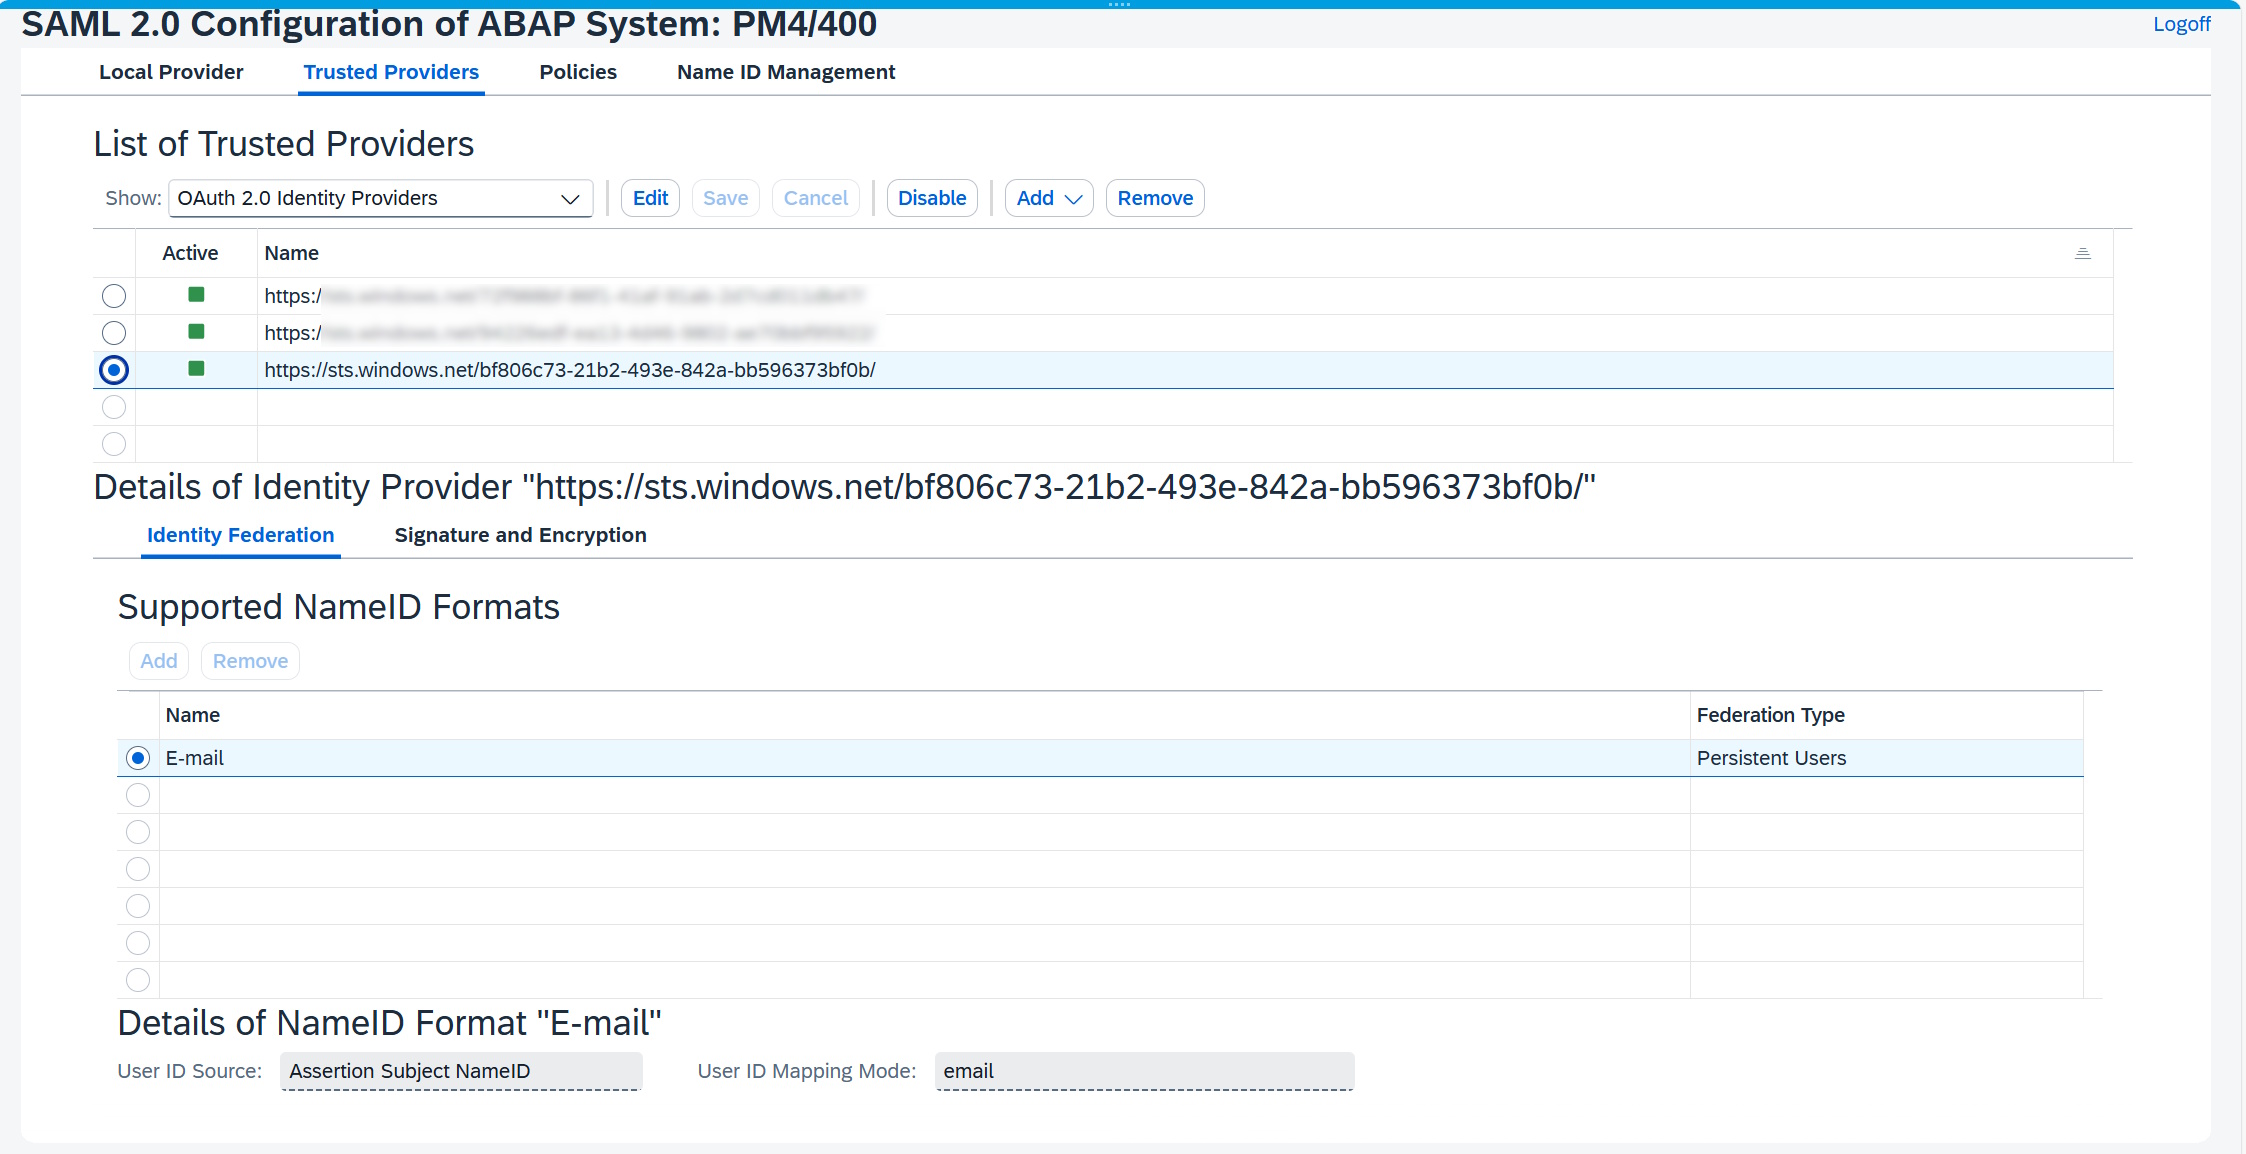 SAML 2.0 Configuration of ABAP System: PM4/400
Logoff
Local Provider Trusted Providers Policies Name ID Management
List of Trusted Providers
Show: OAuth 2.0 Identity Providers Edit Save Cancel Disable Add Remove
Active Name
https:/
https:/
https://sts.windows.net/bf806c73-21b2-493e-842a-bb596373bf0b/
Details of Identity Provider "https://sts.windows.net/bf806c73-21b2-493e-842a-bb596373bf0b/"
Identity Federation Signature and Encryption
Supported NameID Formats
Add Remove
Name Federation Type
E-mail Persistent Users
Details of NameID Format "E-mail"
User ID Source: Assertion Subject NameID User ID Mapping Mode: email